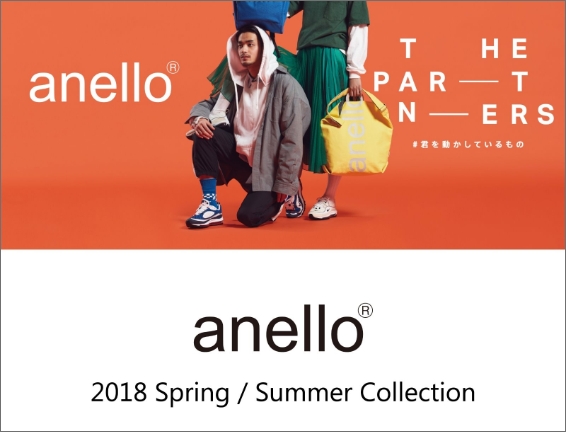 anello®
THE
PAR—T
N—ERS
#君を動かしているもの
anello
anello®
2018 Spring / Summer Collection